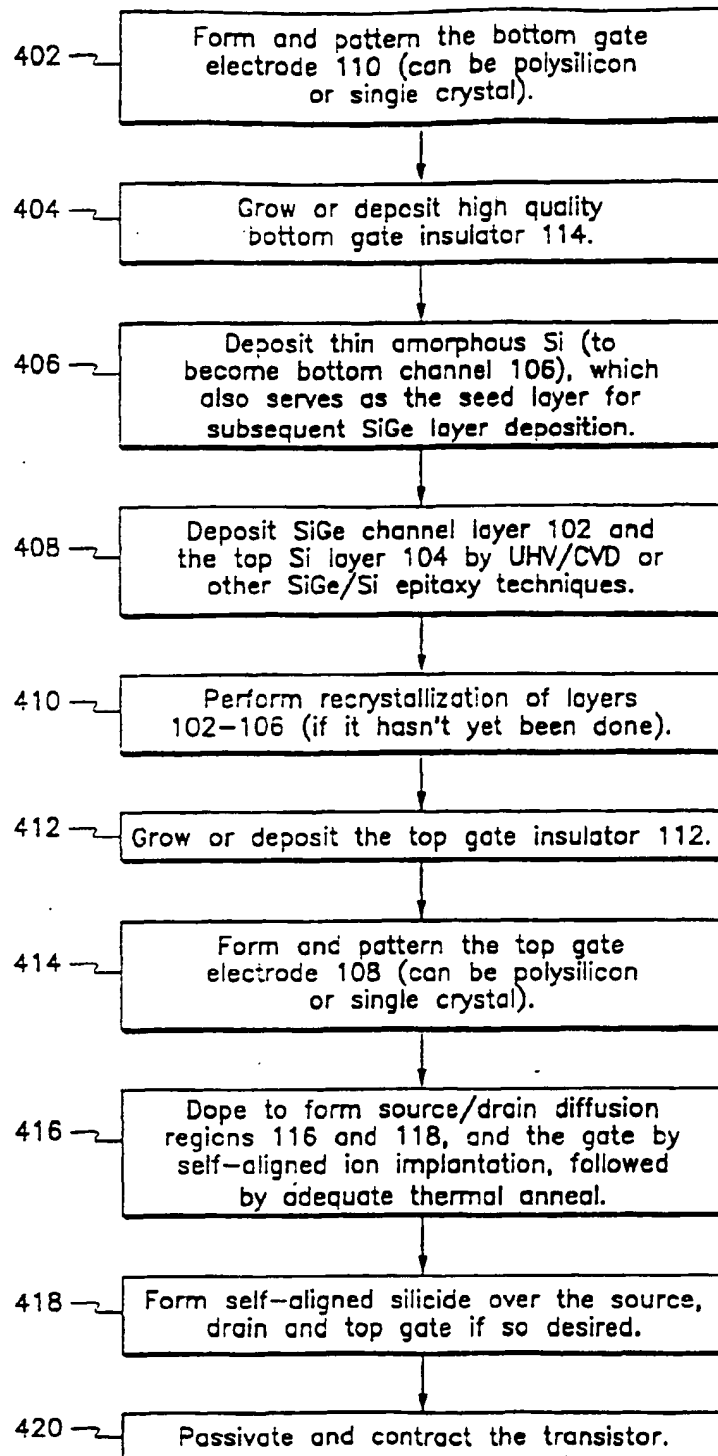 402
Form and pattern the bottom gate
electrode 110 (can be polysilicon
or single crystal).
404
Grow or deposit high quality
bottom gate insulator 114.
406
Deposit thin amorphous Si (to
become bottom channel 106), which
also serves as the seed layer for
subsequent SiGe layer deposition.
408
Deposit SiGe channel layer 102 and
the top Si layer 104 by UHV/CVD or
other SiGe/Si epitaxy techniques.
410
Perform recrystallization of layers
102-106 (if it hasn't yet been done).
412
Grow or deposit the top gate insulator 112.
414
Form and pattern the top gate
electrode 108 (can be polysilicon
or single crystal).
416
Dope to form source/drain diffusion
regions 116 and 118, and the gate by
self-aligned ion implantation, followed
by adequate thermal anneal.
418
Form self-aligned silicide over the source,
drain and top gate if so desired.
420
Passivate and contract the transistor.